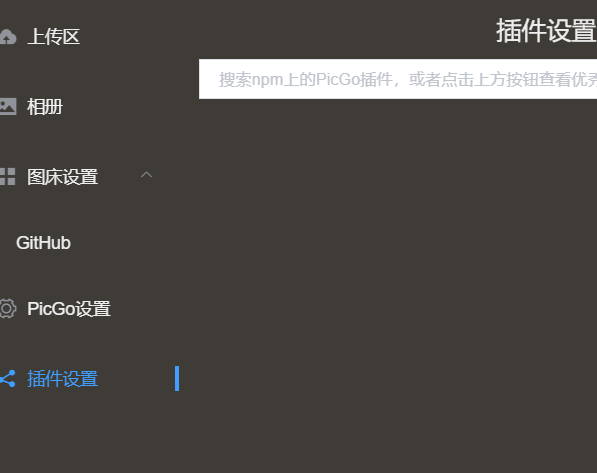 上传区
插件设置
搜索npm上的PicGo插件，或者点击上方按钮查看优秀
相册
图床设置
GitHub
PicGo设置
插件设置